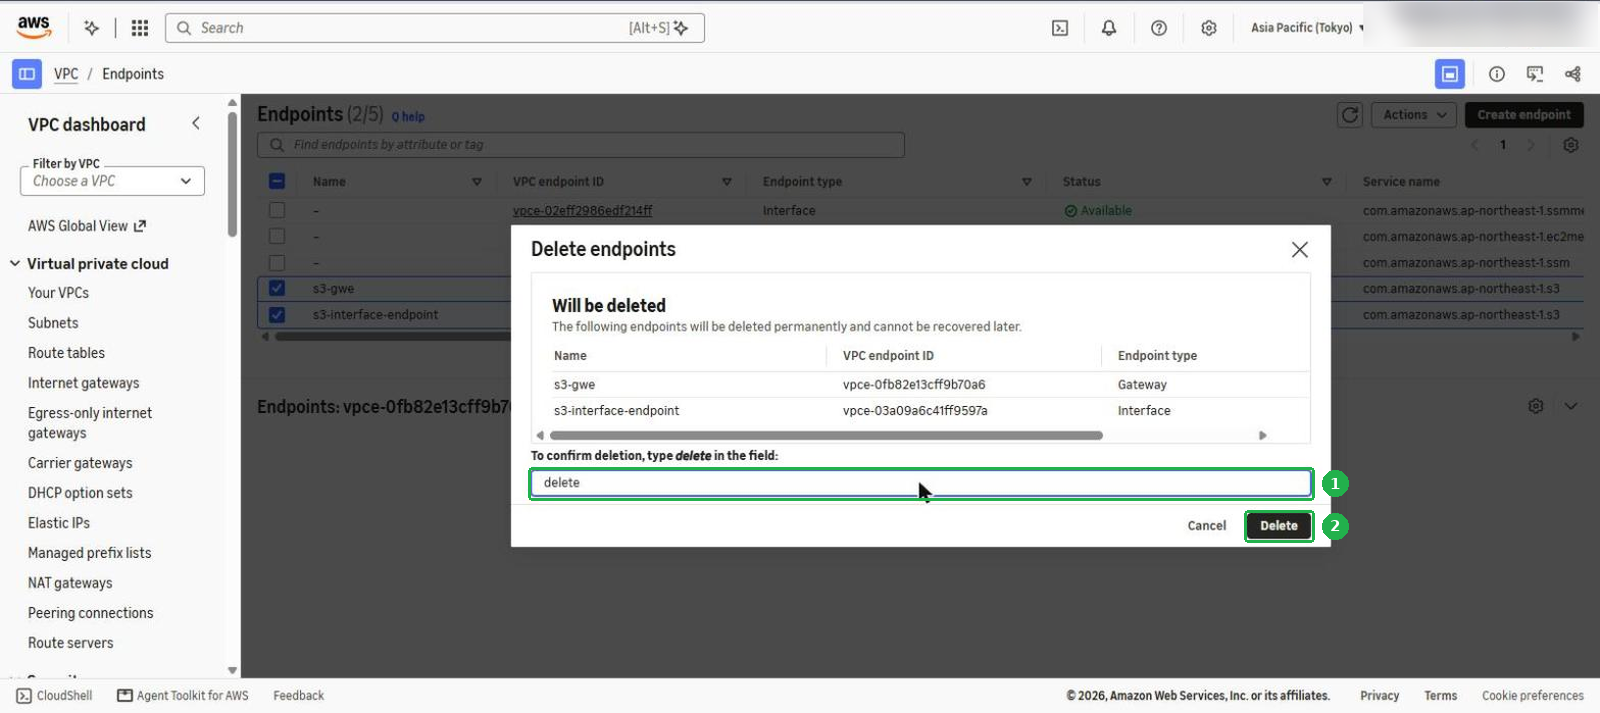 aws
Search [Alt+S]
Asia Pacific (Tokyo)
VPC / Endpoints
VPC dashboard
Filter by VPC
Choose a VPC
AWS Global View
Virtual private cloud
Your VPCs
Subnets
Route tables
Internet gateways
Egress-only internet
gateways
Carrier gateways
DHCP option sets
Elastic IPs
Managed prefix lists
NAT gateways
Peering connections
Route servers
Endpoints (2/5) Q help
Actions
Create endpoint
Find endpoints by attribute or tag
1
Name VPC endpoint ID Endpoint type Status Service name
- vpce-02eff2986edf214ff Interface Available com.amazonaws.ap-northeast-1.ssmme
- com.amazonaws.ap-northeast-1.ec2me
- com.amazonaws.ap-northeast-1.ssm
s3-gwe com.amazonaws.ap-northeast-1.s3
s3-interface-endpoint com.amazonaws.ap-northeast-1.s3
Endpoints: vpce-0fb82e13cff9b70
Delete endpoints
Will be deleted
The following endpoints will be deleted permanently and cannot be recovered later.
Name VPC endpoint ID Endpoint type
s3-gwe vpce-0fb82e13cff9b70a6 Gateway
s3-interface-endpoint vpce-03a09a6c41ff9597a Interface
To confirm deletion, type delete in the field:
delete 1
Cancel Delete 2
CloudShell Agent Toolkit for AWS Feedback
© 2026, Amazon Web Services, Inc. or its affiliates. Privacy Terms Cookie preferences